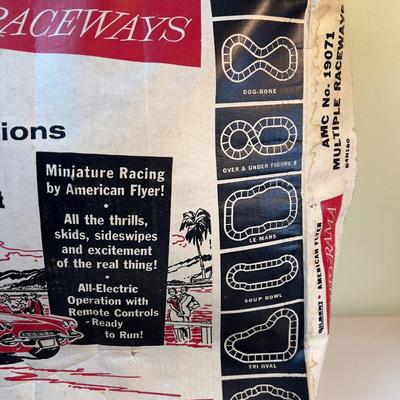 RACEWAYS
ions
Miniature Racing
by American Flyer!
•
All the thrills,
skids, sideswipes
and excitement
of the real thing!
•
All-Electric
Operation with
Remote Controls
-Ready
to Run!
DOG-BONE
OVER & UNDER FIGURE 8
LE MANS
SOUP BOWL
TRI OVAL
AMC No. 19071
MULTIPLE RACEWAYS
GILBERT • AMERICAN FLYER